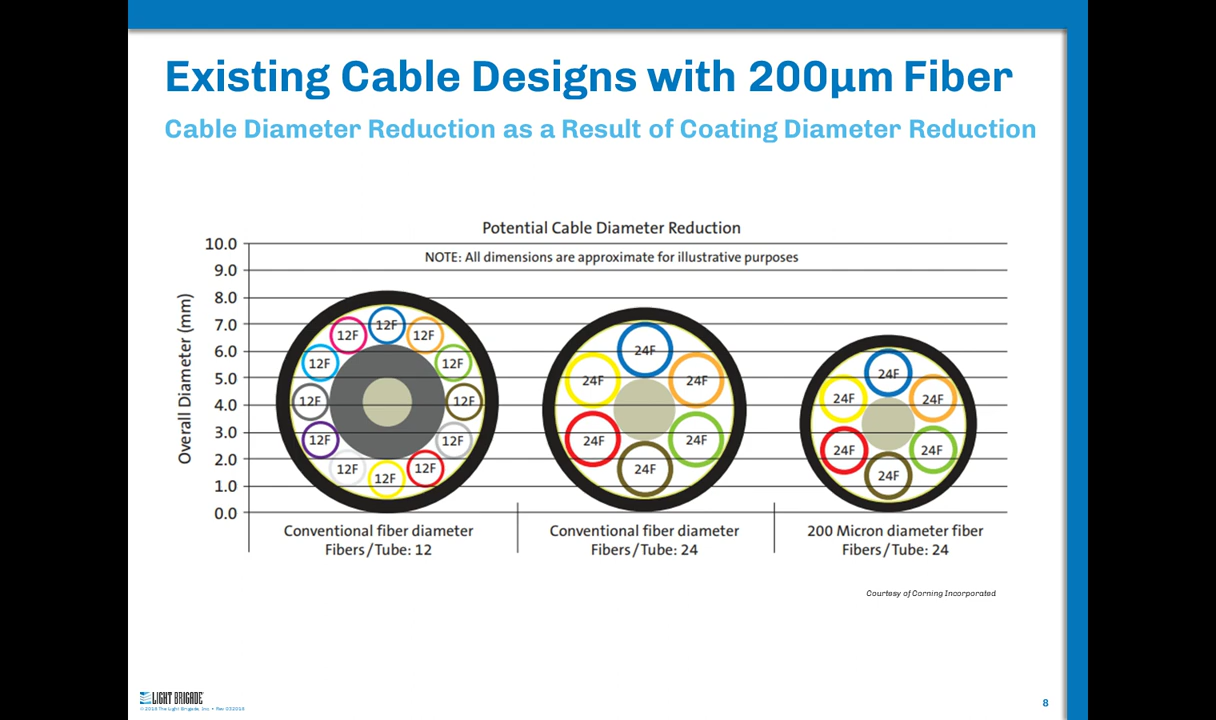 Existing Cable Designs with 200µm Fiber
Cable Diameter Reduction as a Result of Coating Diameter Reduction
Potential Cable Diameter Reduction
NOTE: All dimensions are approximate for illustrative purposes
Overall Diameter (mm)
10.0
9.0
8.0
7.0
6.0
5.0
4.0
3.0
2.0
1.0
0.0
12F
12F
12F
12F
12F
12F
12F
12F
12F
12F
12F
12F
24F
24F
24F
24F
24F
24F
24F
24F
24F
24F
24F
24F
Conventional fiber diameter
Fibers/Tube: 12
Conventional fiber diameter
Fibers/Tube: 24
200 Micron diameter fiber
Fibers/Tube: 24
Courtesy of Corning Incorporated
LIGHT BRIGADE
The Light Brigade, Inc. • Rev
8